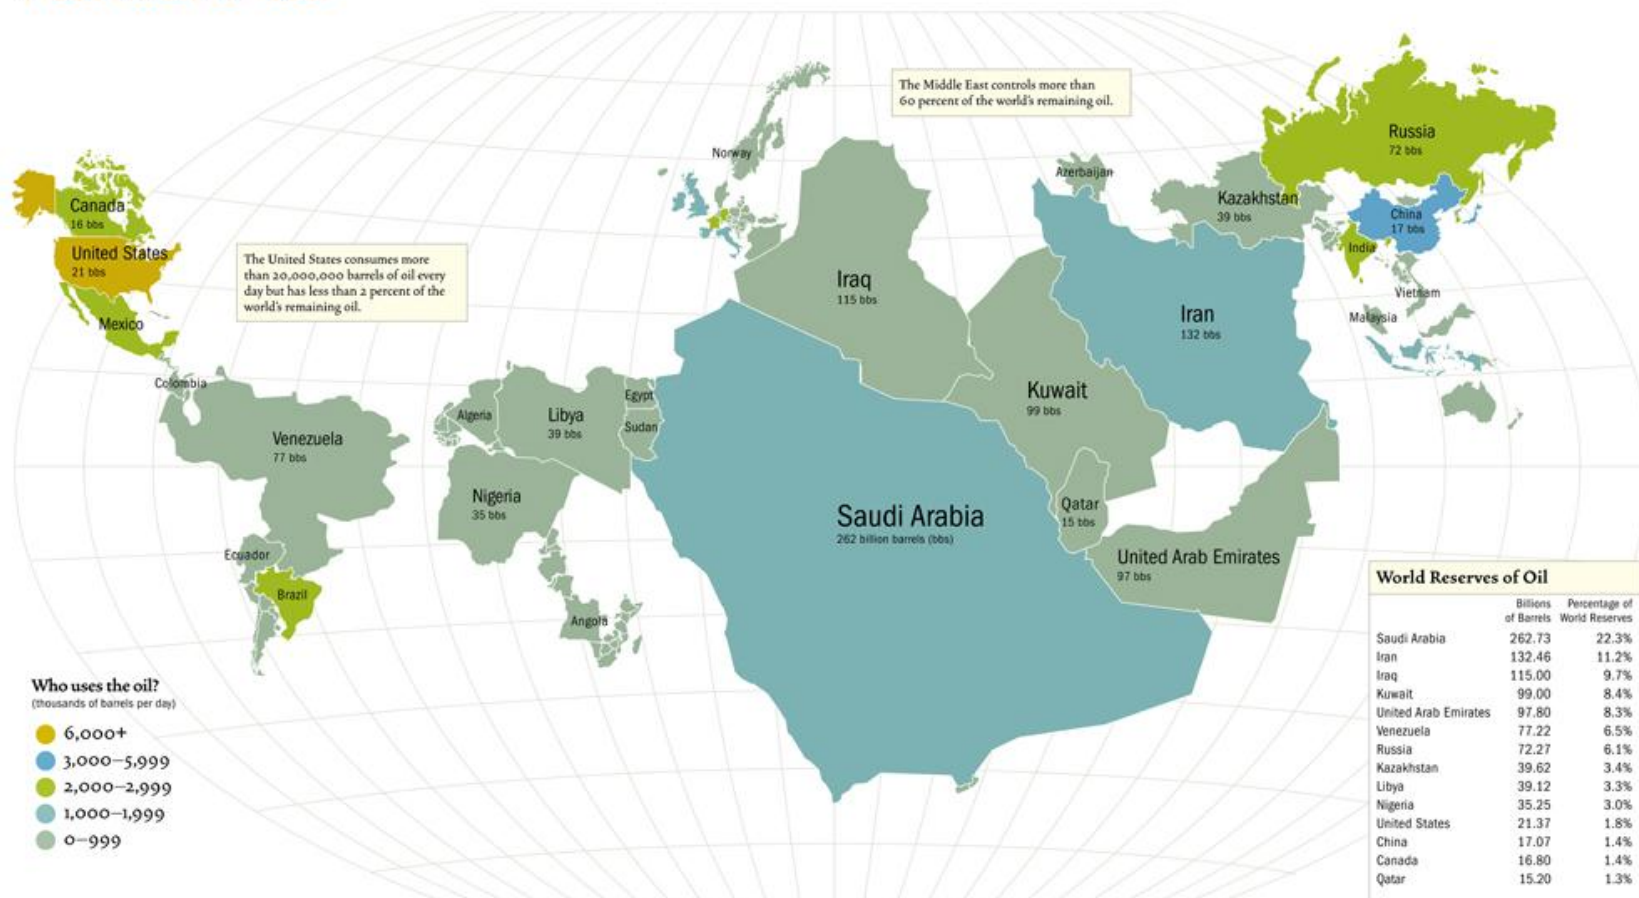 The Middle East controls more than
60 percent of the world's remaining oil.
Norway
Russia
72 bbs
Azerbaijan
Kazakhstan
39 bbs
Canada
16 bbs
United States
21 bbs
Mexico
The United States consumes more
than 20,000,000 barrels of oil every
day but has less than 2 percent of the
world's remaining oil.
China
17 bbs
India
Vietnam
Malaysia
Iraq
115 bbs
Iran
132 bbs
Kuwait
99 bbs
Colombia
Venezuela
77 bbs
Algeria
Libya
39 bbs
Egypt
Sudan
Nigeria
35 bbs
Saudi Arabia
262 billion barrels (bbs)
Qatar
15 bbs
United Arab Emirates
97 bbs
Ecuador
Brazil
Angola
Who uses the oil?
(thousands of barrels per day)
6,000+
3,000–5,999
2,000–2,999
1,000–1,999
0–999
World Reserves of Oil
Billions of Barrels Percentage of World Reserves
Saudi Arabia 262.73 22.3%
Iran 132.46 11.2%
Iraq 115.00 9.7%
Kuwait 99.00 8.4%
United Arab Emirates 97.80 8.3%
Venezuela 77.22 6.5%
Russia 72.27 6.1%
Kazakhstan 39.62 3.4%
Libya 39.12 3.3%
Nigeria 35.25 3.0%
United States 21.37 1.8%
China 17.07 1.4%
Canada 16.80 1.4%
Qatar 15.20 1.3%